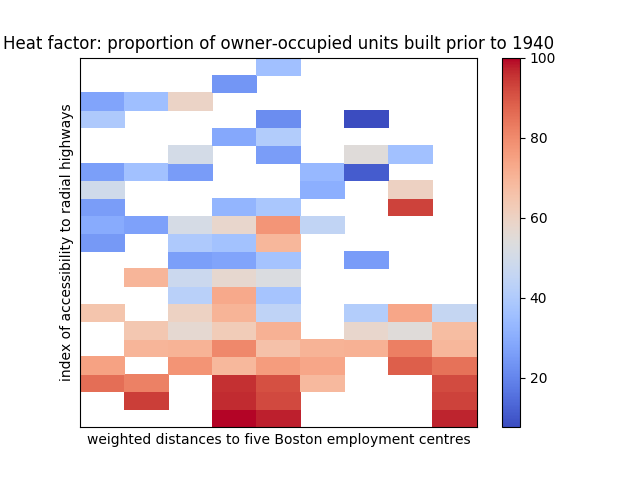 Heat factor: proportion of owner-occupied units built prior to 1940
index of accessibility to radial highways
weighted distances to five Boston employment centres
100
80
60
40
20